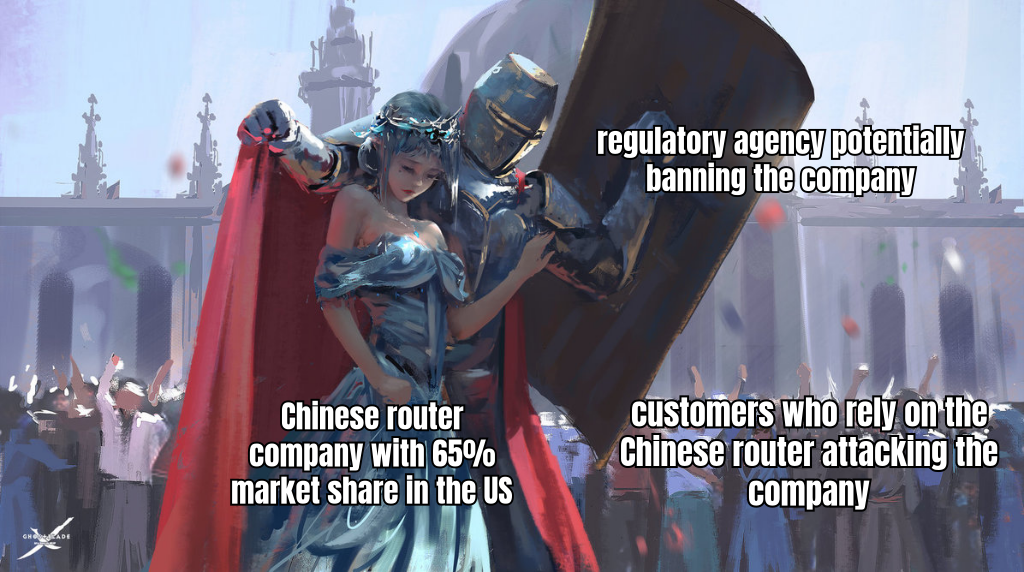 regulatory agency potentially
banning the company
Chinese router
company with 65%
market share in the US
customers who rely on the
Chinese router attacking the
company
GHOSTBLADE